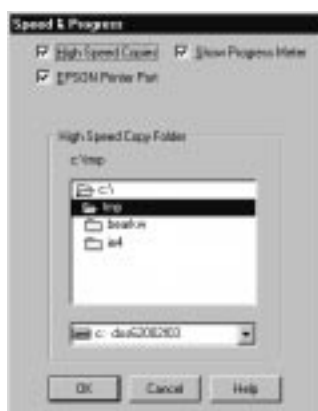 Speed & Progress
High Speed Copies Show Progress Meter
EPSON Printer Port
High Speed Copy Folder
c:\tmp
c:\
tmp
c:
OK Cancel Help